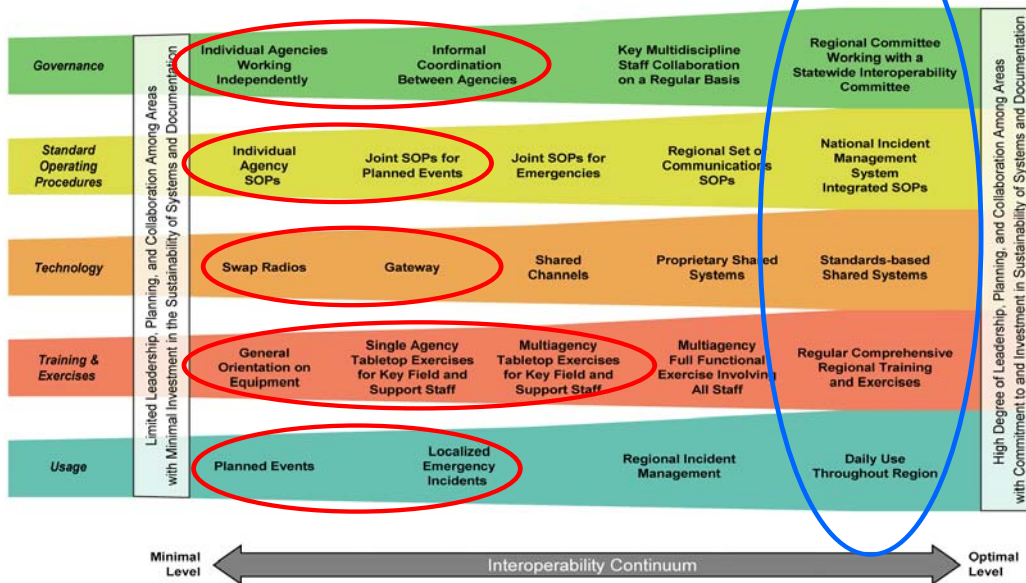 Limited Leadership, Planning, and Collaboration Among Areas
with Minimal Investment in the Sustainability of Systems and Documentation
Governance
Individual Agencies
Working
Independently
Informal
Coordination
Between Agencies
Key Multidiscipline
Staff Collaboration
on a Regular Basis
Regional Committee
Working with a
Statewide Interoperability
Committee
Standard
Operating
Procedures
Individual
Agency
SOPs
Joint SOPs for
Planned Events
Joint SOPs for
Emergencies
Regional Set of
Communications
SOPs
National Incident
Management
System
Integrated SOPs
Technology
Swap Radios
Gateway
Shared
Channels
Proprietary Shared
Systems
Standards-based
Shared Systems
Training &
Exercises
General
Orientation on
Equipment
Single Agency
Tabletop Exercises
for Key Field and
Support Staff
Multiagency
Tabletop Exercises
for Key Field and
Support Staff
Multiagency
Full Functional
Exercise Involving
All Staff
Regular Comprehensive
Regional Training
and Exercises
Usage
Planned Events
Localized
Emergency
Incidents
Regional Incident
Management
Daily Use
Throughout Region
High Degree of Leadership, Planning, and Collaboration Among Areas
with Commitment to and Investment in Sustainability of Systems and Documentation
Minimal
Level
Interoperability Continuum
Optimal
Level